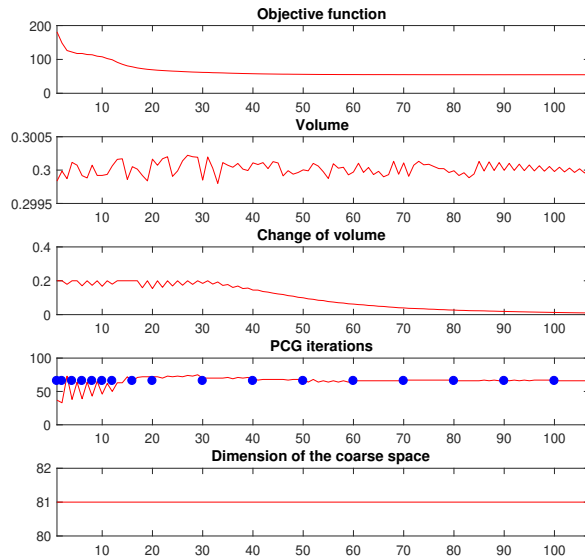 Objective function
200
100
0
10 20 30 40 50 60 70 80 90 100
Volume
0.3005
0.3
0.2995
10 20 30 40 50 60 70 80 90 100
Change of volume
0.4
0.2
0
10 20 30 40 50 60 70 80 90 100
PCG iterations
100
50
0
10 20 30 40 50 60 70 80 90 100
Dimension of the coarse space
82
81
80
10 20 30 40 50 60 70 80 90 100